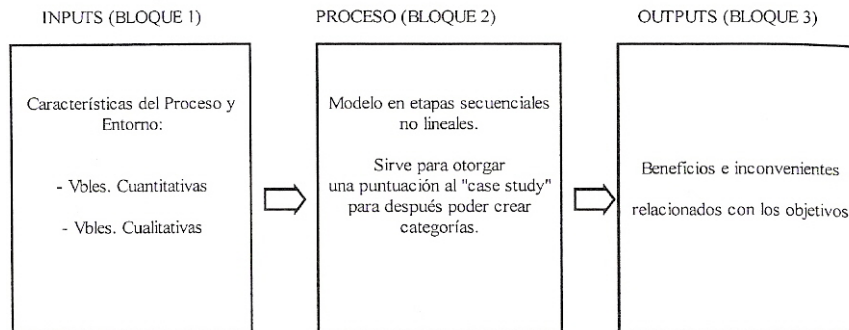 INPUTS (BLOQUE 1)
PROCESO (BLOQUE 2)
OUTPUTS (BLOQUE 3)
Características del Proceso y
Entorno:
- Vbles. Cuantitativas
- Vbles. Cualitativas
Modelo en etapas secuenciales
no lineales.
Sirve para otorgar
una puntuación al "case study"
para después poder crear
categorías.
Beneficios e inconvenientes
relacionados con los objetivos